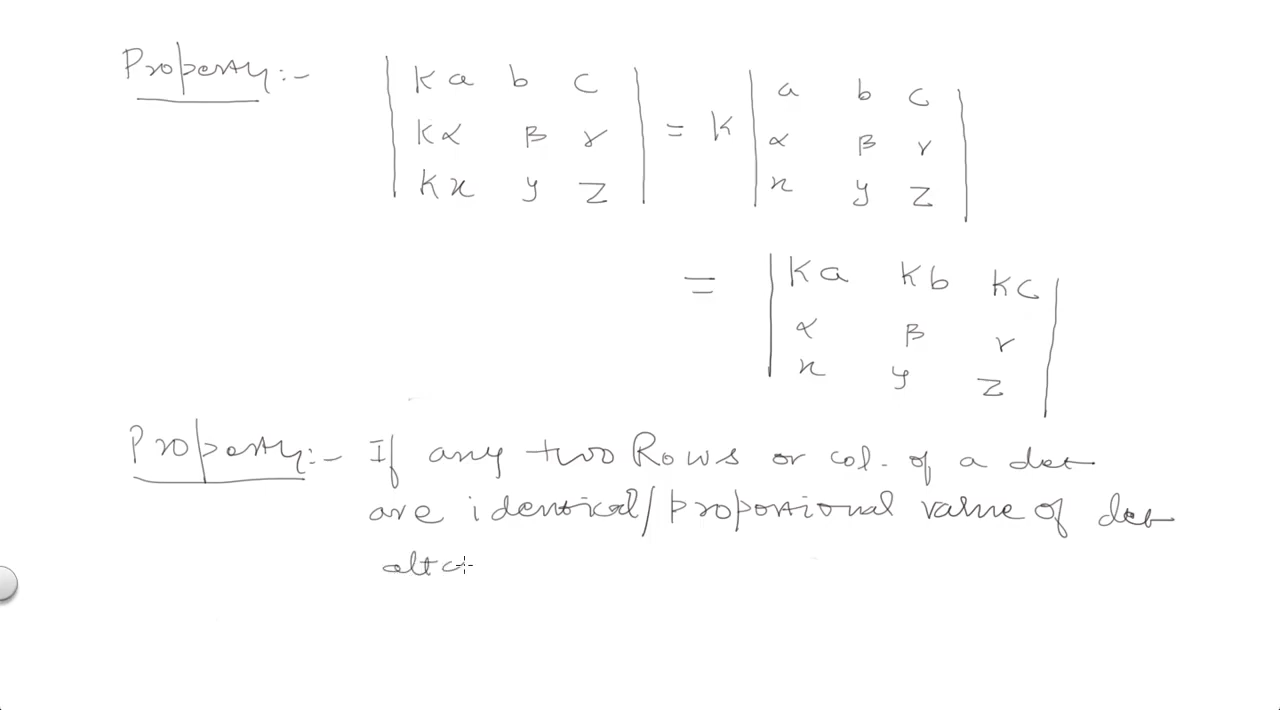 Property:- | ka b c | = k | a b c |
| kα β γ | | α β γ |
| kx y z | | x y z |
= | ka kb kc |
| α β γ |
| x y z |
Property:- If any two Rows or col. of a det
are identical/proportional value of det